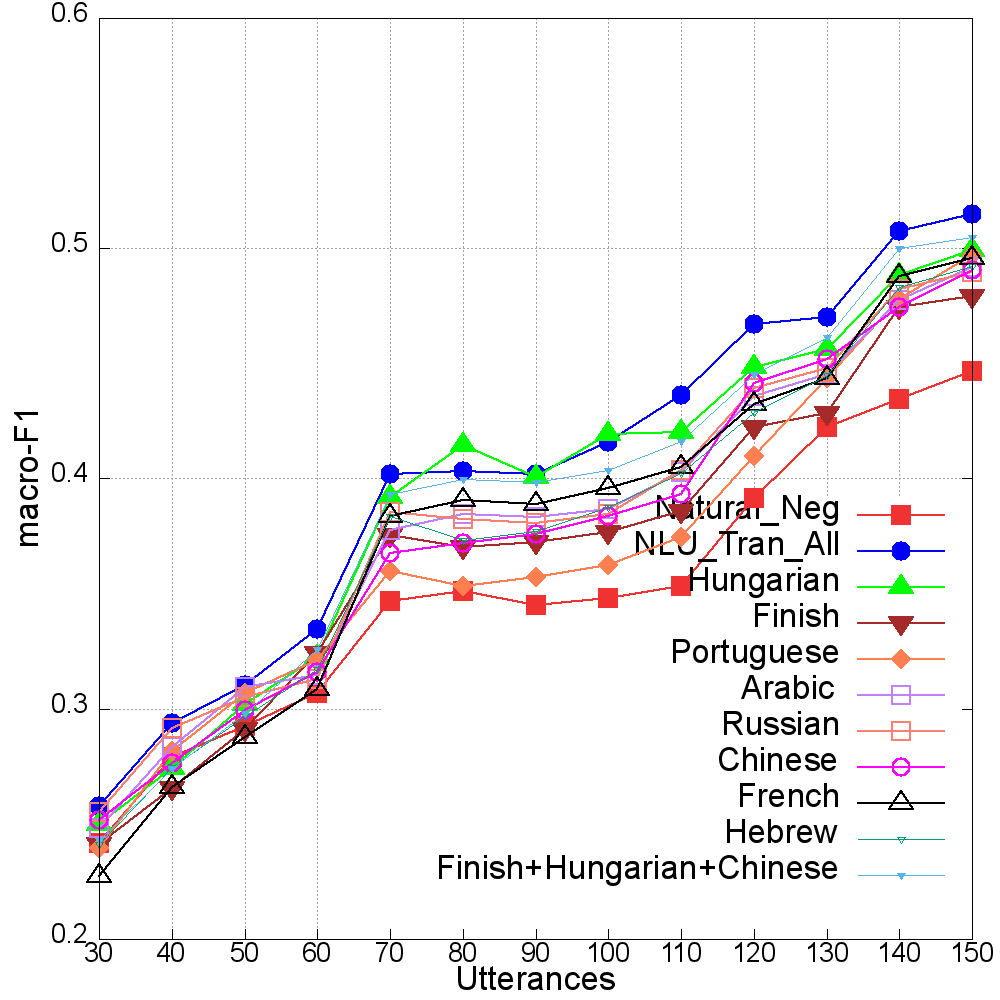 0.6
0.5
0.4
0.3
0.2
macro-F1
Natural_Neg
NLU_Tran_All
Hungarian
Finish
Portuguese
Arabic
Russian
Chinese
French
Hebrew
Finish+Hungarian+Chinese
30 40 50 60 70 80 90 100 110 120 130 140 150
Utterances